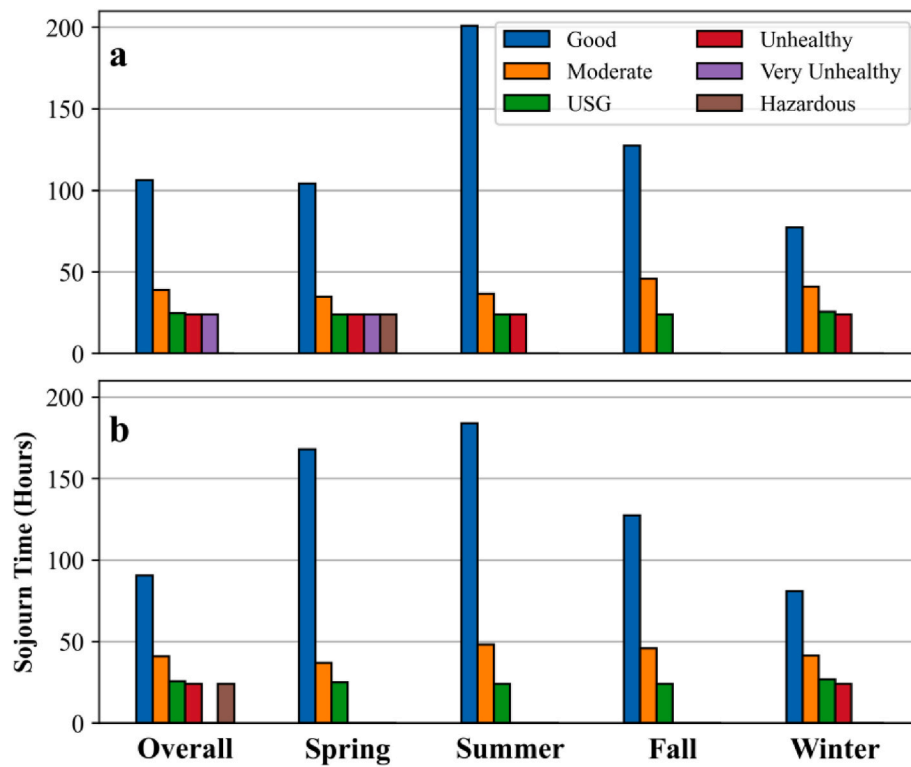 200
150
100
50
0
a
Good
Moderate
USG
Unhealthy
Very Unhealthy
Hazardous
200
150
100
50
0
b
Sojourn Time (Hours)
Overall Spring Summer Fall Winter